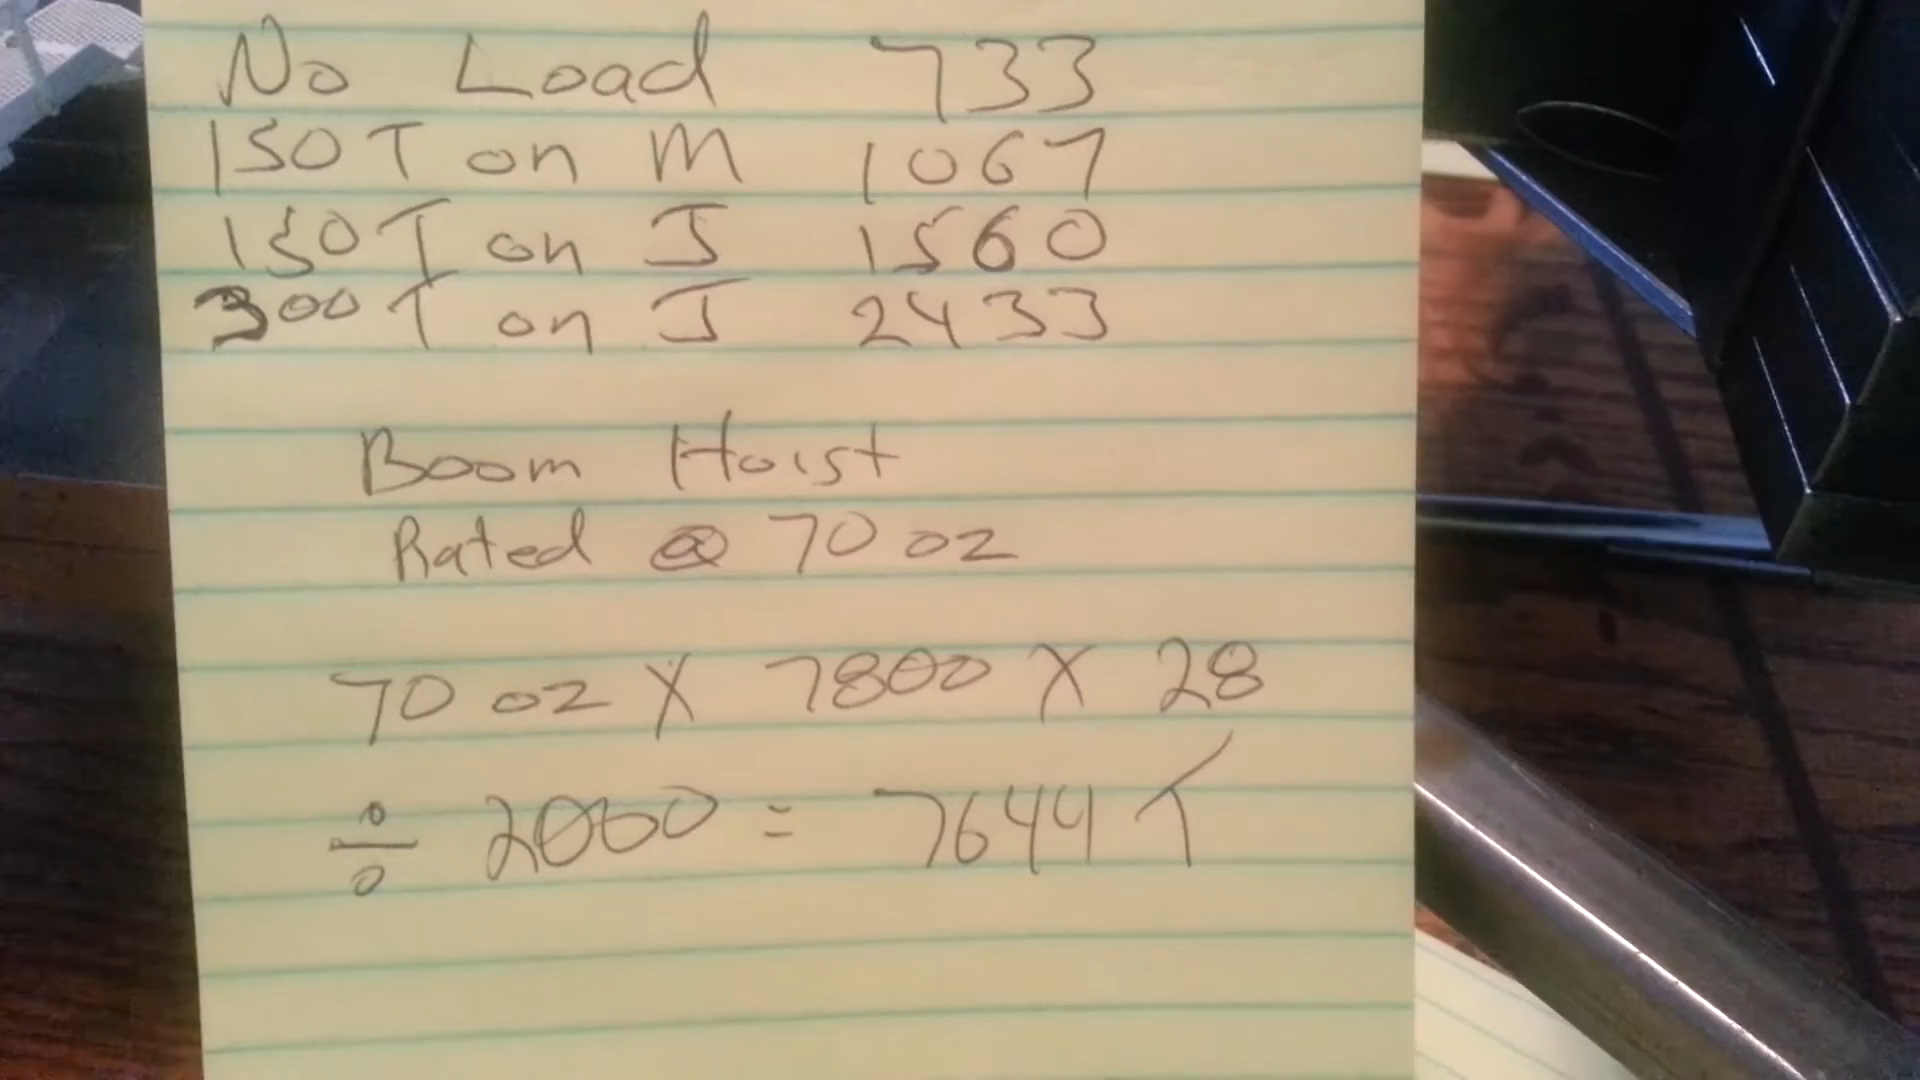 No Load 733
150T on M 1067
150T on J 1560
300T on J 2433
Boom Hoist
Rated @ 70 oz
70 oz X 7800 X 28
÷ 2000 = 7644 T